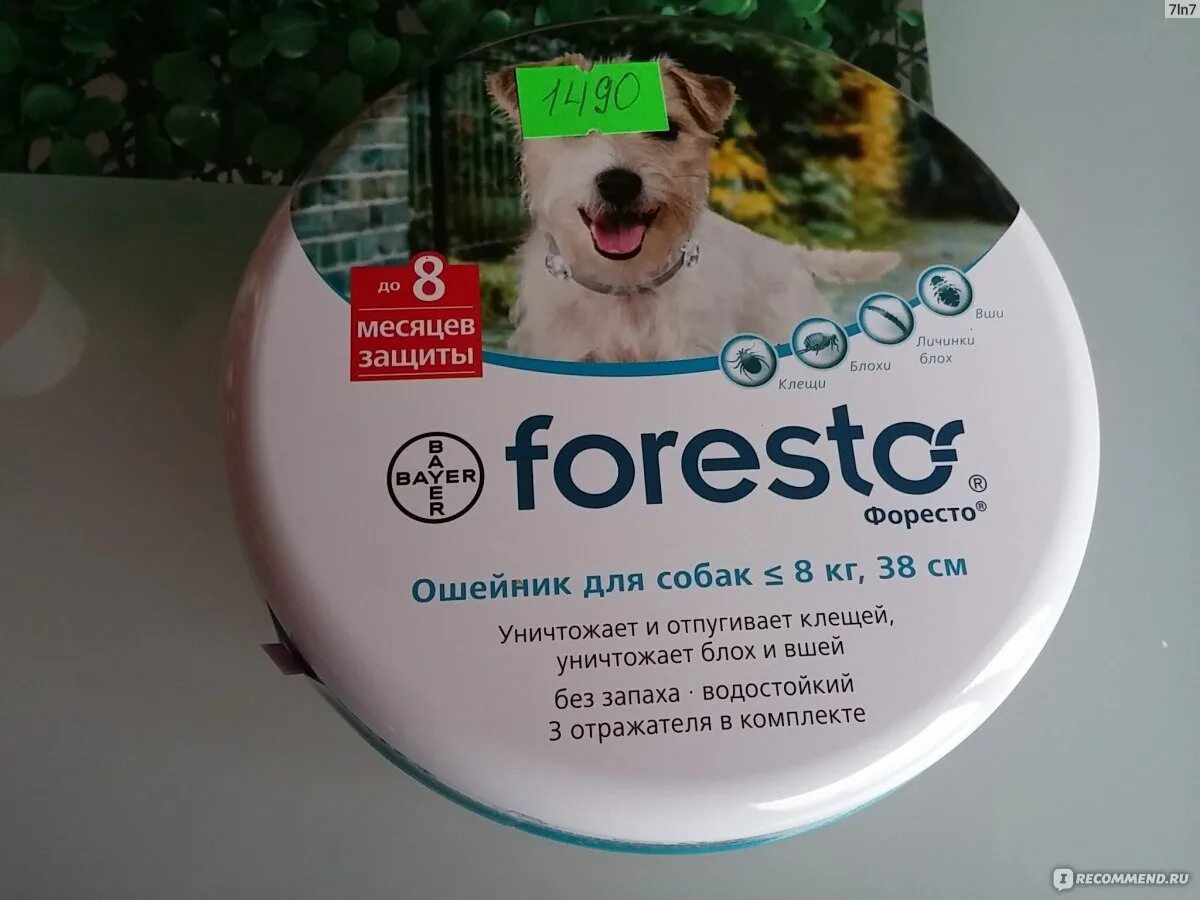 7ln7
1490
до 8
месяцев
защиты
Вши
Личинки
блох
Блохи
Клещи
BAYER
BAYER
foresto®
Форесто®
Ошейник для собак ≤ 8 кг, 38 см
Уничтожает и отпугивает клещей,
уничтожает блох и вшей
без запаха · водостойкий
3 отражателя в комплекте
IRECOMMEND.RU